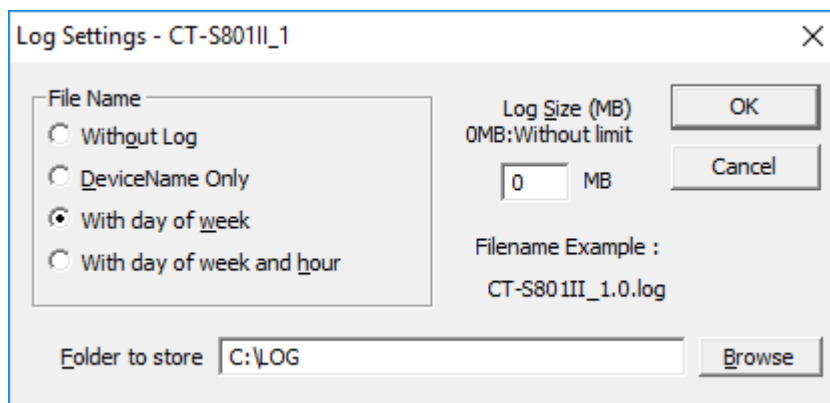 Log Settings - CT-S801II_1
File Name
Without Log
DeviceName Only
With day of week
With day of week and hour
Log Size (MB)
0MB:Without limit
0 MB
Filename Example :
CT-S801II_1.0.log
OK
Cancel
Folder to store C:\LOG Browse